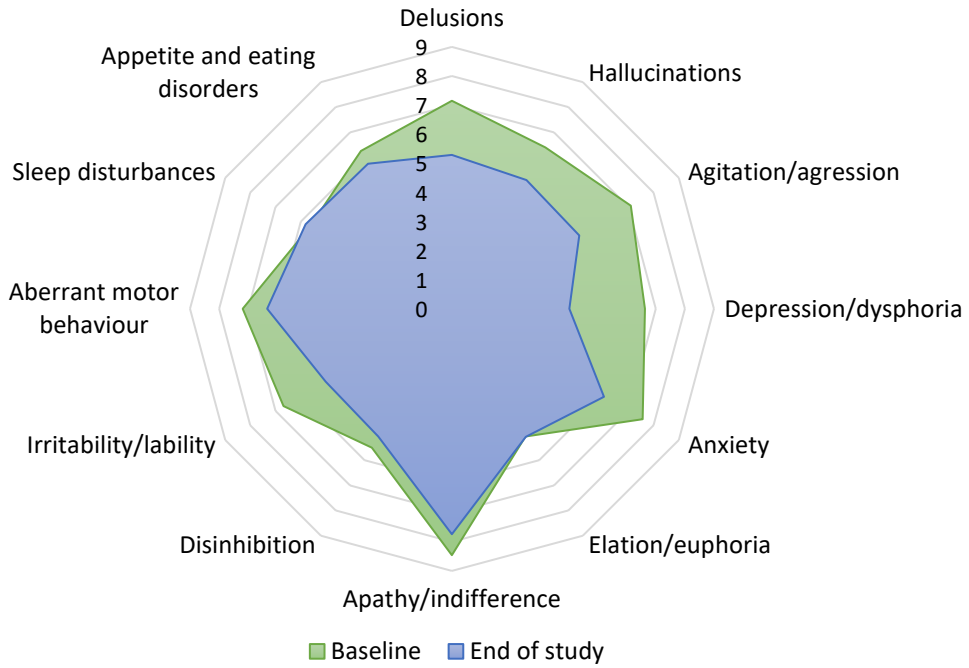 Delusions
Appetite and eating
disorders
Hallucinations
Sleep disturbances
Agitation/agression
Aberrant motor
behaviour
Depression/dysphoria
Irritability/lability
Anxiety
Disinhibition
Elation/euphoria
Apathy/indifference
9
8
7
6
5
4
3
2
1
0
Baseline
End of study